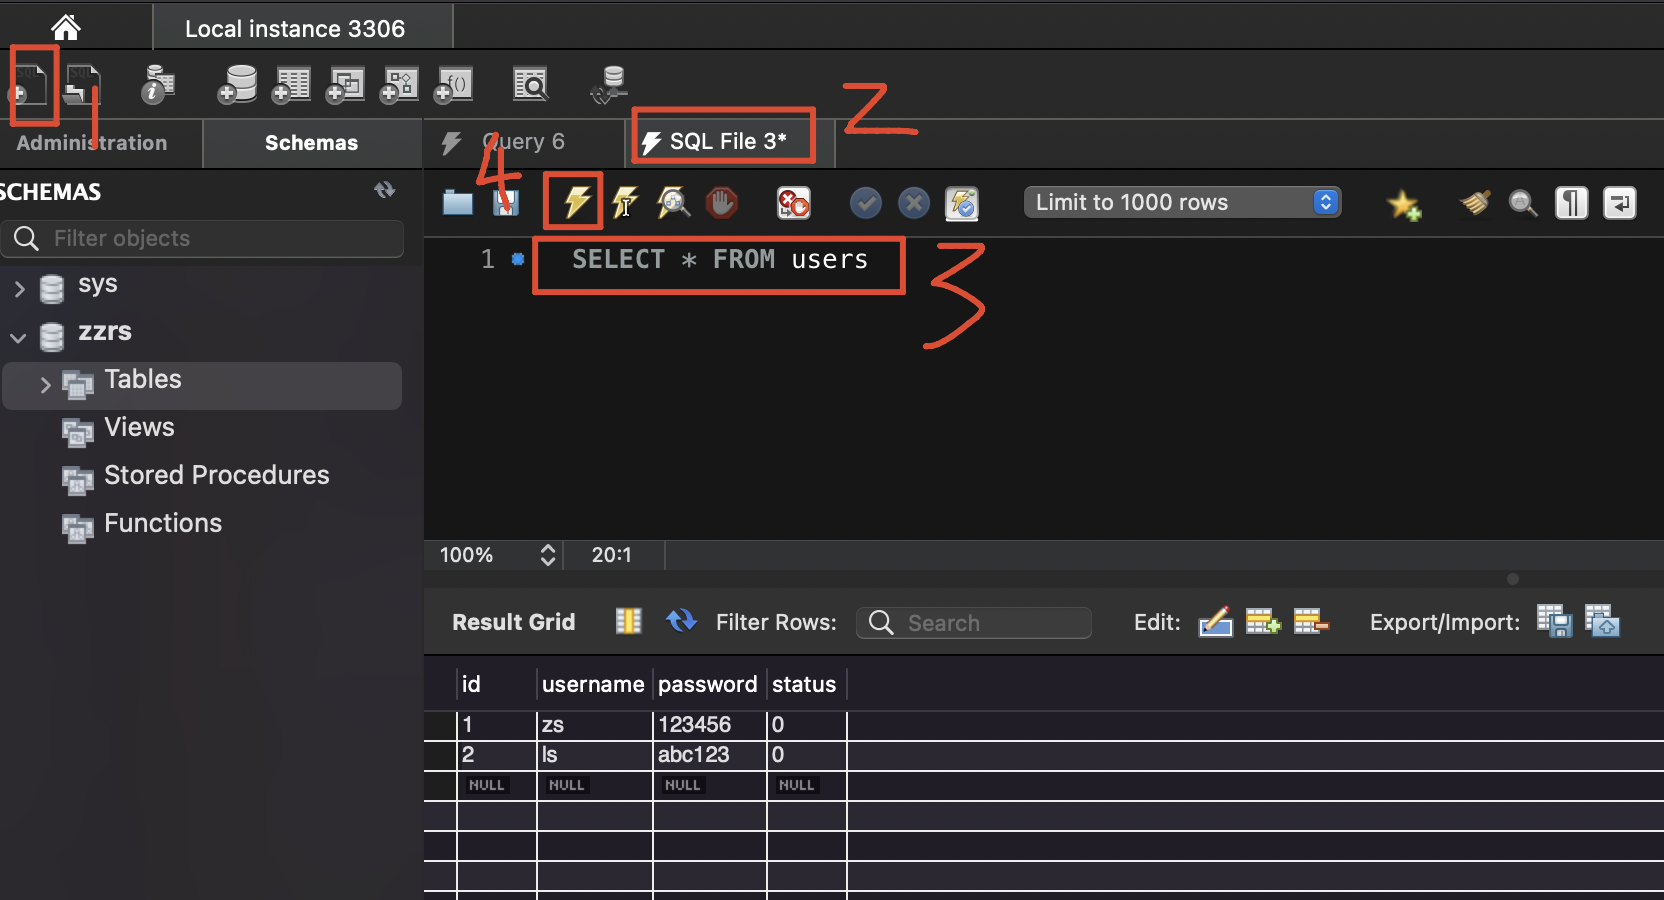 Local instance 3306
SQL SQL
1
Administration Schemas
Query 6
SQL File 3*
2
SCHEMAS
4
Limit to 1000 rows
Filter objects
1 SELECT * FROM users
3
sys
zzrs
Tables
Views
Stored Procedures
Functions
100% 20:1
Result Grid Filter Rows: Search Edit: Export/Import:
id username password status
1 zs 123456 0
2 ls abc123 0
NULL NULL NULL NULL